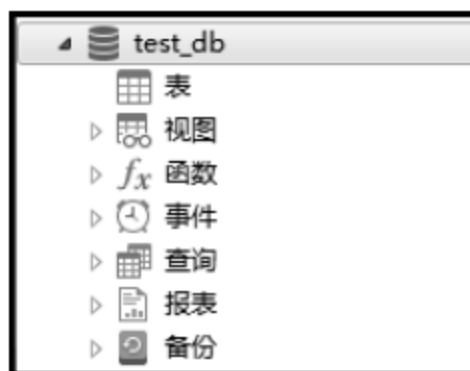 test_db
表
视图
函数
事件
查询
报表
备份